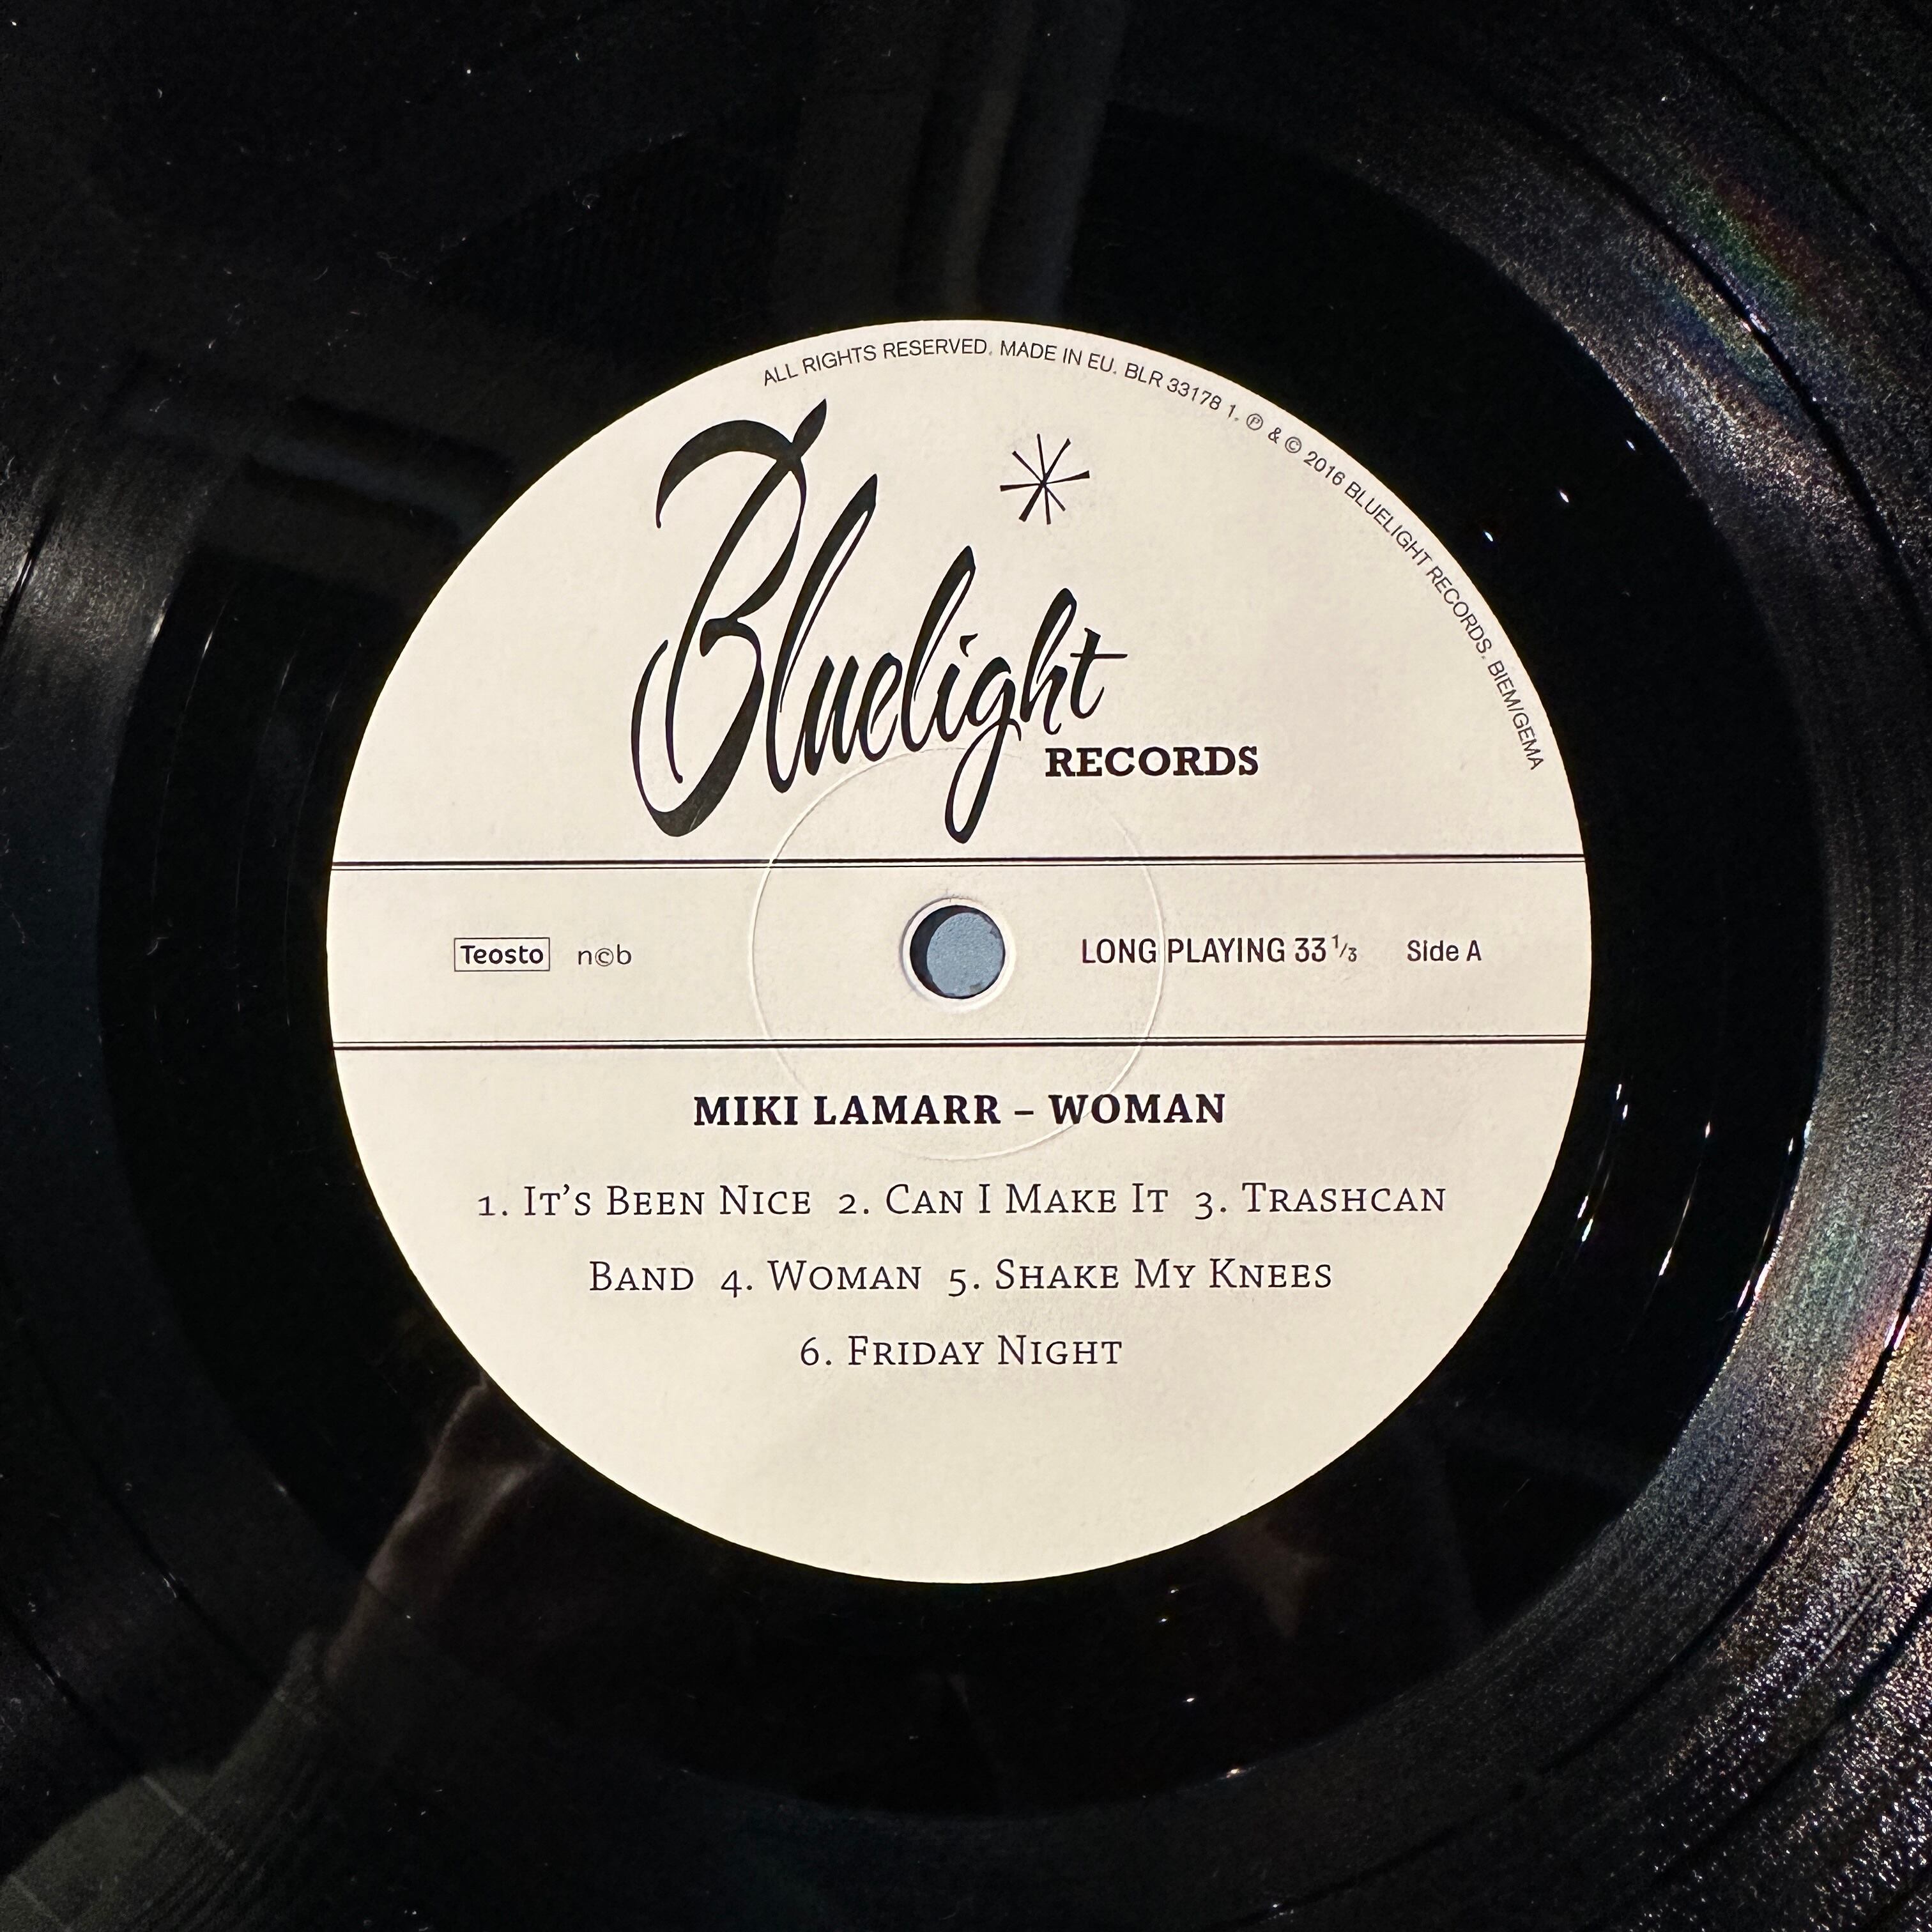 ALL RIGHTS RESERVED. MADE IN EU. BLR 33178 1. ℗ & © 2016 BLUELIGHT RECORDS. BIEM/GEMA
Bluelight
RECORDS
Teosto n©b LONG PLAYING 33 1/3 Side A
MIKI LAMARR – WOMAN
1. IT’S BEEN NICE 2. CAN I MAKE IT 3. TRASHCAN
BAND 4. WOMAN 5. SHAKE MY KNEES
6. FRIDAY NIGHT